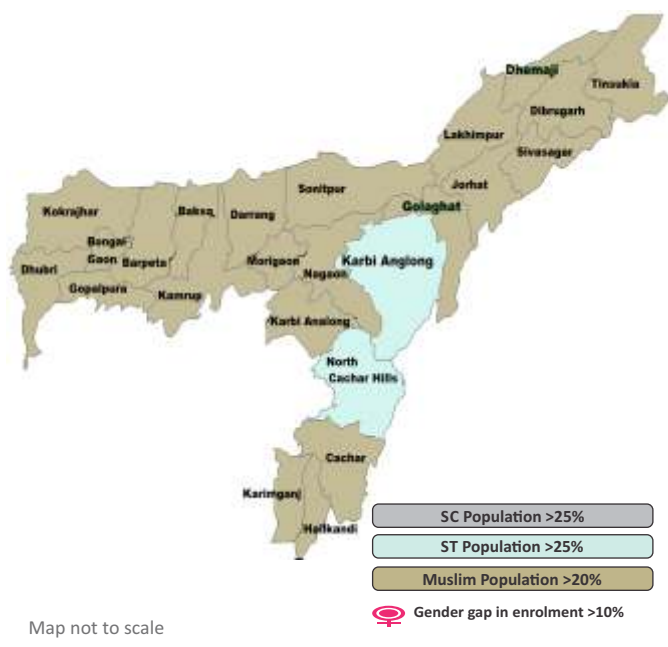 Dhemaji
Tinsukia
Dibrugarh
Lakhimpur
Sivasagar
Jorhat
Sonitpur
Golaghat
Kokrajhar
Baksa
Darrang
Bongai
Gaon
Barpeta
Dhubri
Morigaon
Nagaon
Karbi Anglong
Gopalpura
Kamrup
Karbi Analong
North
Cachar Hills
Cachar
Karimganj
Hailkandi
SC Population >25%
ST Population >25%
Muslim Population >20%
Gender gap in enrolment >10%
Map not to scale